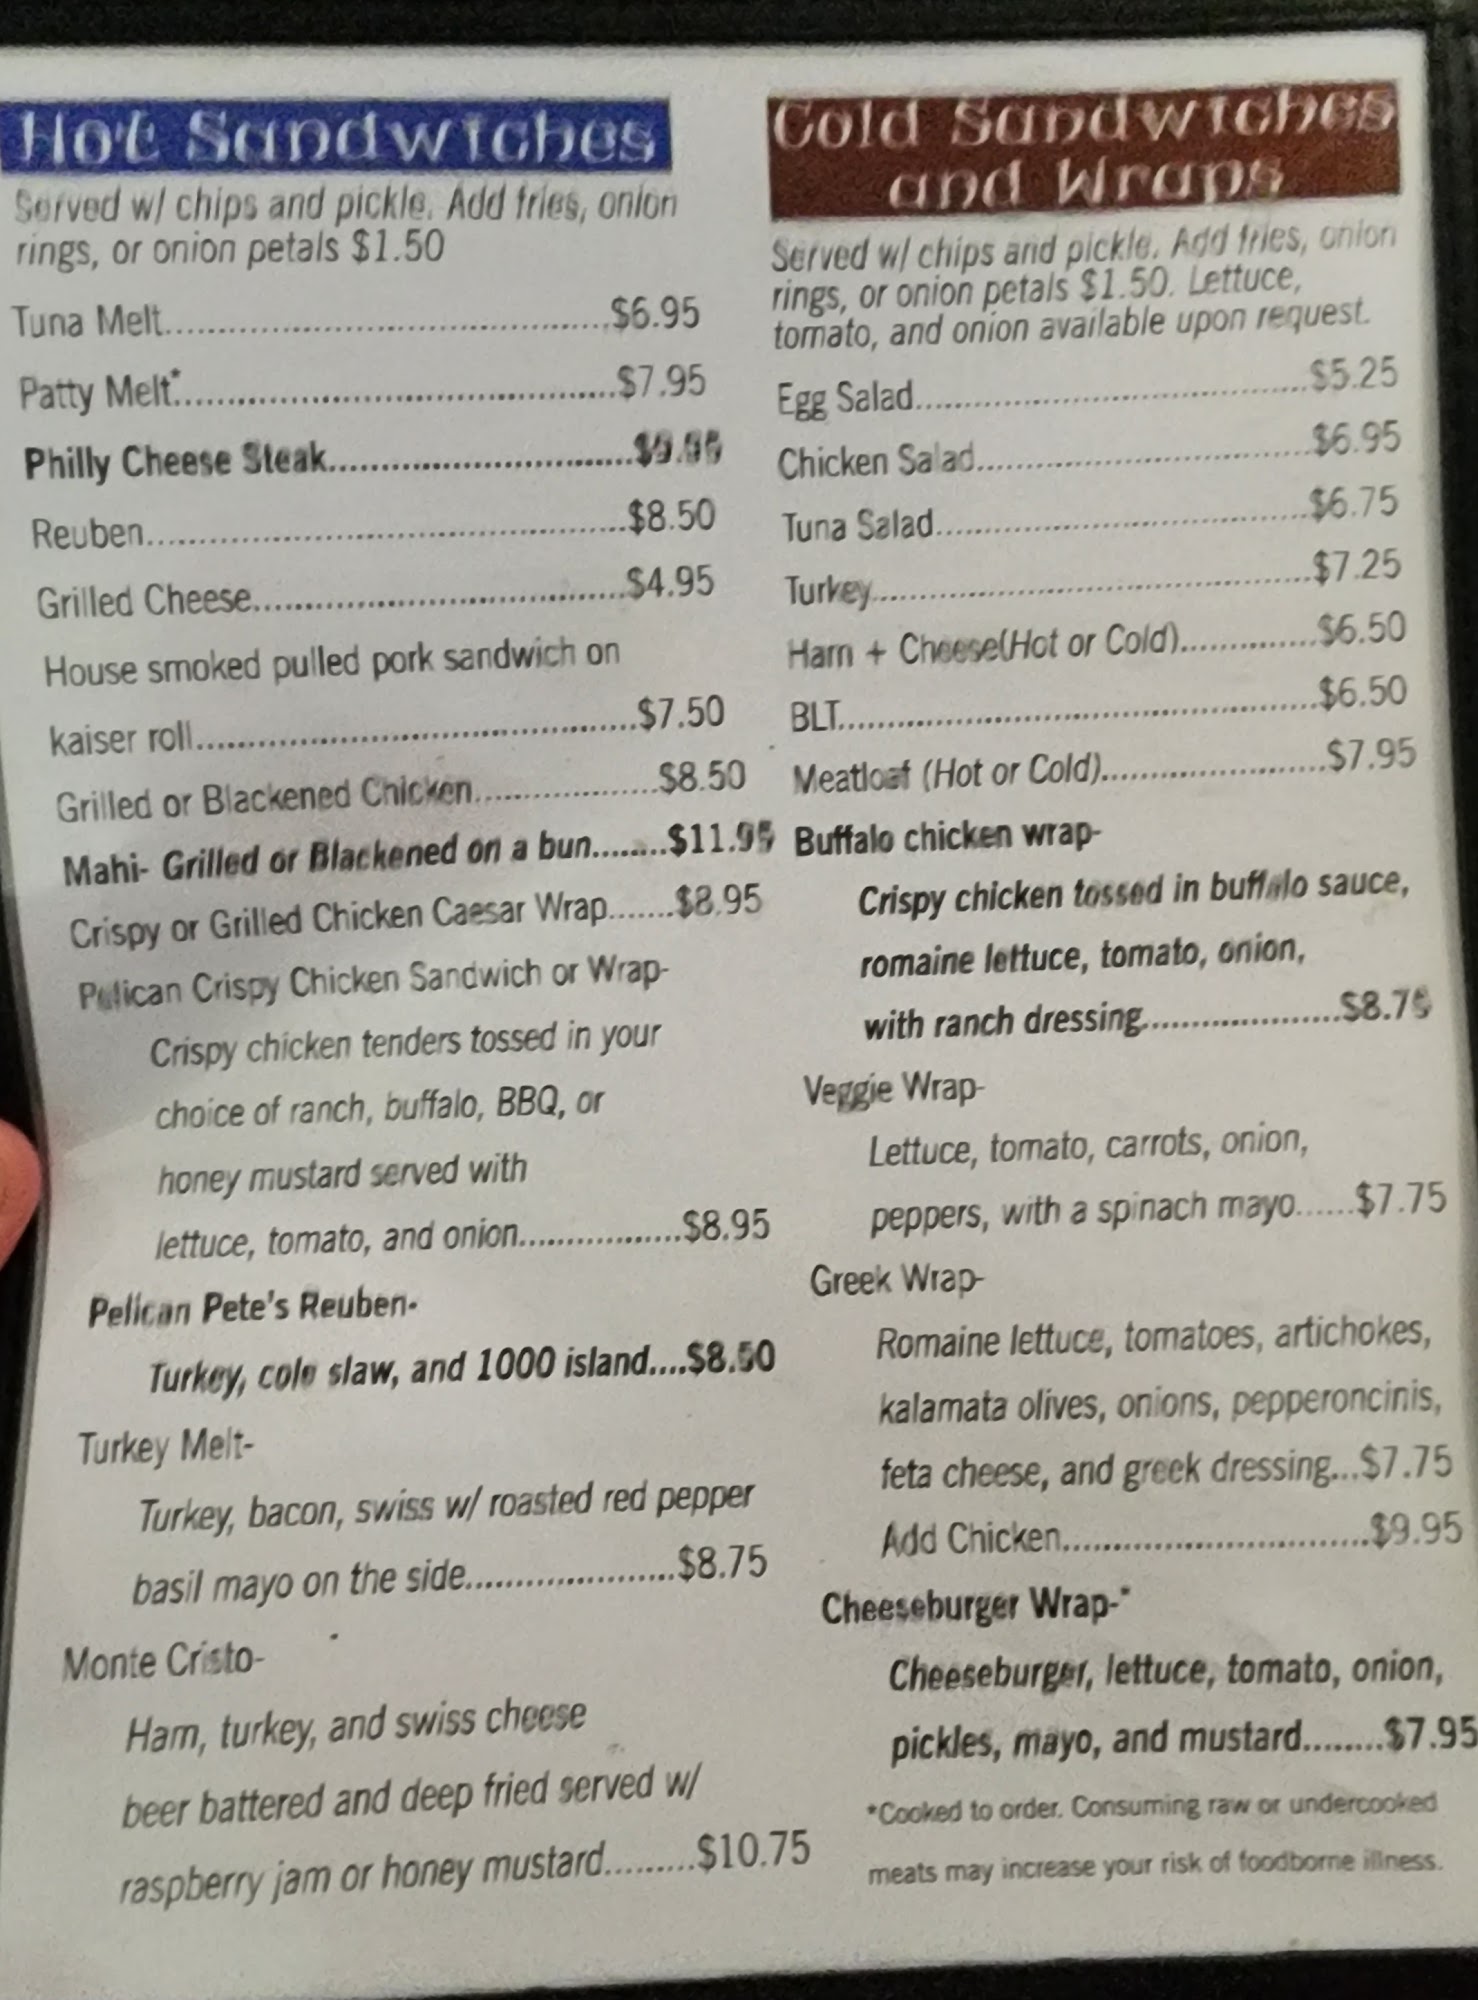 Hot Sandwiches
Served w/ chips and pickle. Add fries, onion
rings, or onion petals $1.50
Tuna Melt......................................$6.95
Patty Melt*......................................$7.95
Philly Cheese Steak............................$9.95
Reuben.........................................$8.50
Grilled Cheese................................$4.95
House smoked pulled pork sandwich on
kaiser roll.....................................$7.50
Grilled or Blackened Chicken..................$8.50
Mahi- Grilled or Blackened on a bun........$11.95
Crispy or Grilled Chicken Caesar Wrap.......$8.95
Pelican Crispy Chicken Sandwich or Wrap-
Crispy chicken tenders tossed in your
choice of ranch, buffalo, BBQ, or
honey mustard served with
lettuce, tomato, and onion.................$8.95
Pelican Pete's Reuben-
Turkey, cole slaw, and 1000 island....$8.50
Turkey Melt-
Turkey, bacon, swiss w/ roasted red pepper
basil mayo on the side.....................$8.75
Monte Cristo-
Ham, turkey, and swiss cheese
beer battered and deep fried served w/
raspberry jam or honey mustard.........$10.75
Cold Sandwiches
and Wraps
Served w/ chips and pickle. Add fries, onion
rings, or onion petals $1.50. Lettuce,
tomato, and onion available upon request.
Egg Salad....................................$5.25
Chicken Salad...............................$6.95
Tuna Salad...................................$6.75
Turkey........................................$7.25
Ham + Cheese(Hot or Cold).............$6.50
BLT............................................$6.50
Meatloaf (Hot or Cold)......................$7.95
Buffalo chicken wrap-
Crispy chicken tossed in buffalo sauce,
romaine lettuce, tomato, onion,
with ranch dressing....................$8.75
Veggie Wrap-
Lettuce, tomato, carrots, onion,
peppers, with a spinach mayo......$7.75
Greek Wrap-
Romaine lettuce, tomatoes, artichokes,
kalamata olives, onions, pepperoncinis,
feta cheese, and greek dressing...$7.75
Add Chicken..............................$9.95
Cheeseburger Wrap-*
Cheeseburger, lettuce, tomato, onion,
pickles, mayo, and mustard........$7.95
*Cooked to order. Consuming raw or undercooked
meats may increase your risk of foodborne illness.